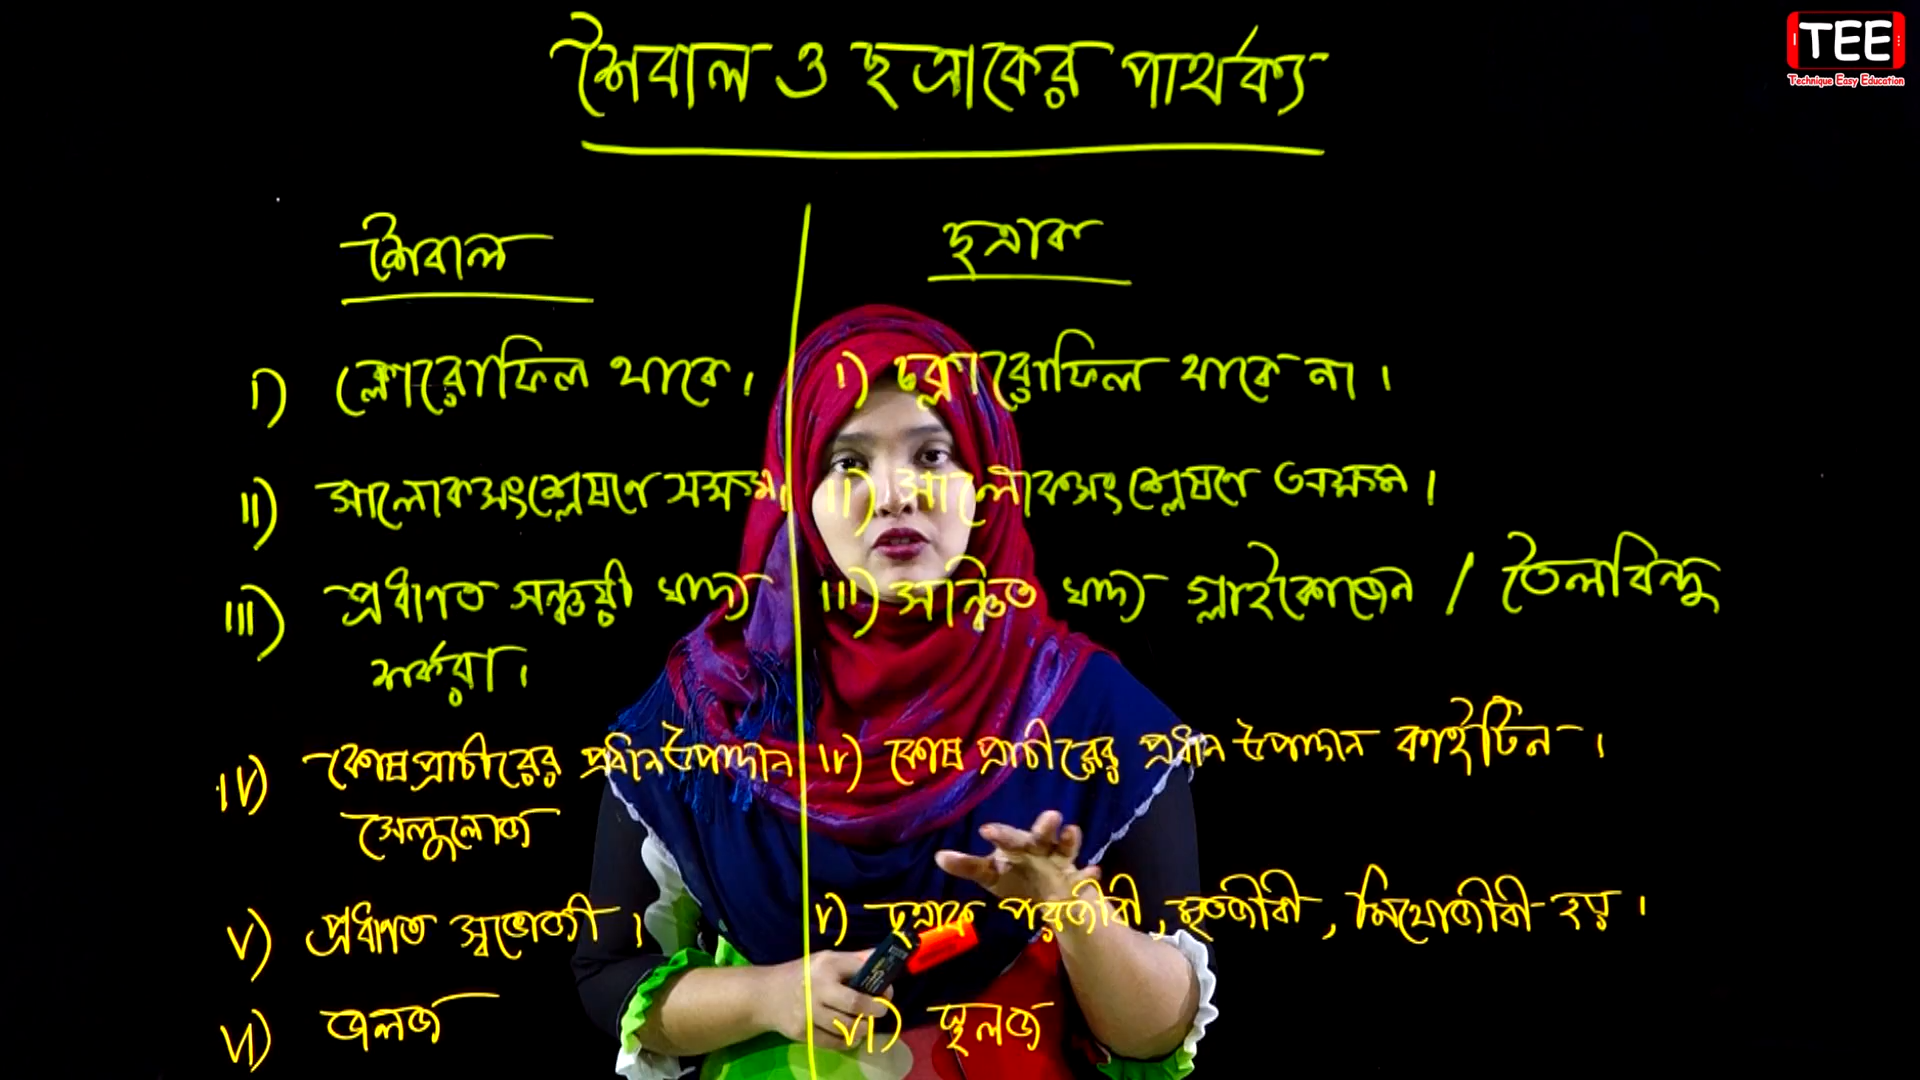 শৈবাল ও ছত্রাকের পার্থক্য
TEE
Technique Easy Education
শৈবাল
ছত্রাক
i) ক্লোরোফিল থাকে।
i) ক্লোরোফিল থাকে না।
ii) সালোকসংশ্লেষণে সক্ষম।
ii) সালোকসংশ্লেষণে অক্ষম।
iii) প্রধাণত সঞ্চয়ী খাদ্য
iii) সঞ্চিত খাদ্য গ্লাইকোজেন / তৈলবিন্দু
শর্করা।
iv) কোষপ্রাচীরের প্রধান উপাদান
iv) কোষ প্রাচীরের প্রধান উপাদান কাইটিন।
সেলুলোজ
v) প্রধাণত স্বভোজী।
v) ছত্রাক পরজীবী, মৃতজীবী, মিথোজীবী হয়।
vi) জলজ
vi) স্থলজ